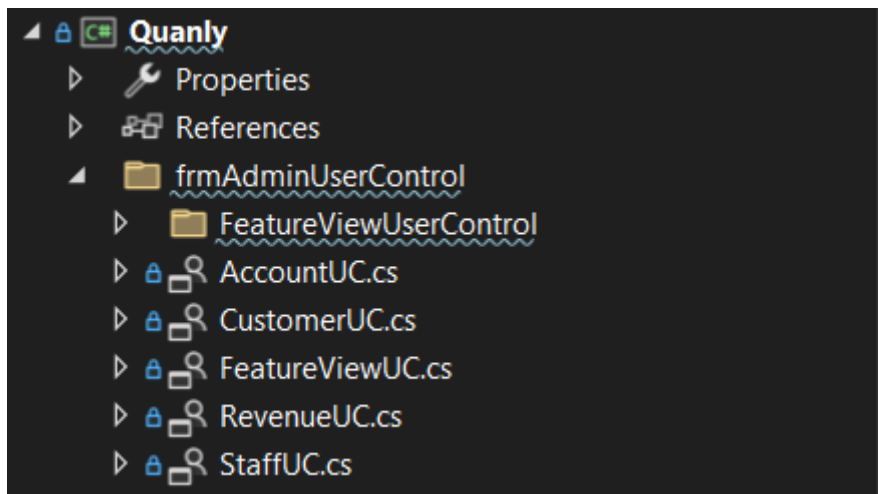 C# Quanly
Properties
References
frmAdminUserControl
FeatureViewUserControl
AccountUC.cs
CustomerUC.cs
FeatureViewUC.cs
RevenueUC.cs
StaffUC.cs